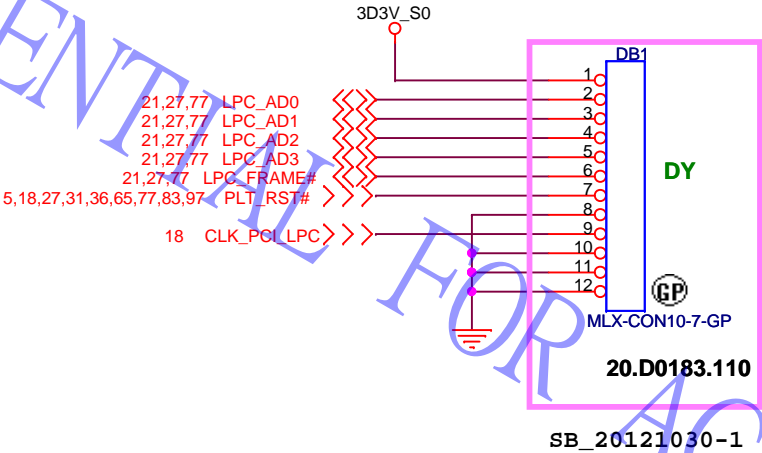 3D3V_S0
DB1
1
21,27,77 LPC_AD0 2
21,27,77 LPC_AD1 3
21,27,77 LPC_AD2 4
21,27,77 LPC_AD3 5
21,27,77 LPC_FRAME# 6
5,18,27,31,36,65,77,83,97 PLT_RST# 7
8
18 CLK_PCI_LPC 9
10
11
12
DY
GP
MLX-CON10-7-GP
20.D0183.110
SB_20121030-1
ENTIAL FOR AC